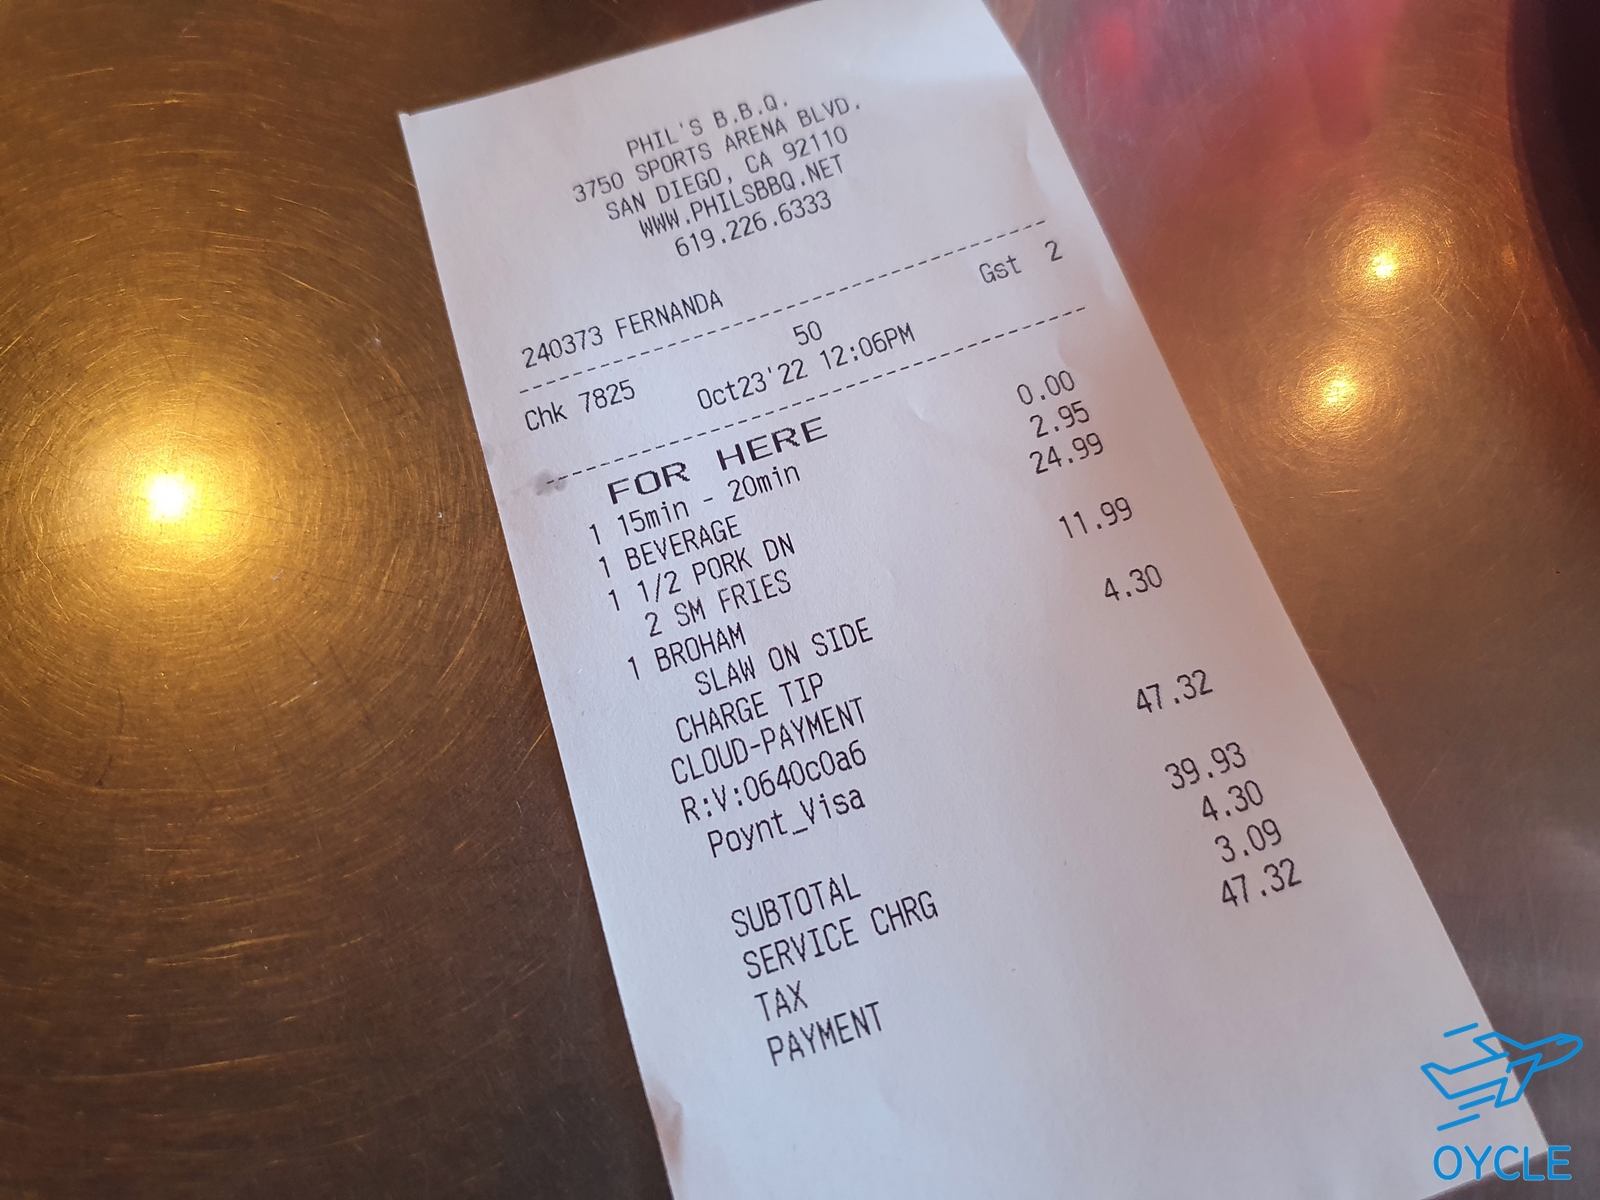 PHIL'S B.B.Q.
3750 SPORTS ARENA BLVD.
SAN DIEGO, CA 92110
WWW.PHILSBBQ.NET
619.226.6333
240373 FERNANDA
Chk 7825 50 Gst 2
Oct23'22 12:06PM
FOR HERE
1 15min - 20min 0.00
1 BEVERAGE 2.95
1 1/2 PORK DN 24.99
2 SM FRIES
1 BROHAM 11.99
SLAW ON SIDE
CHARGE TIP 4.30
CLOUD-PAYMENT
R:V:0640c0a6
Poynt_Visa 47.32
SUBTOTAL 39.93
SERVICE CHRG 4.30
TAX 3.09
PAYMENT 47.32
OYCLE